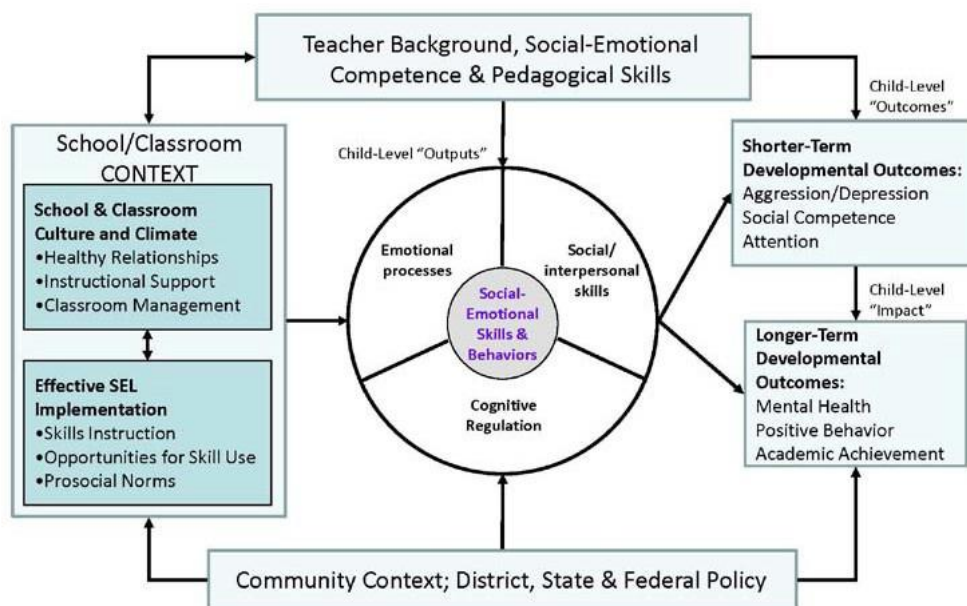 Teacher Background, Social-Emotional
Competence & Pedagogical Skills
School/Classroom
CONTEXT
School & Classroom
Culture and Climate
•Healthy Relationships
•Instructional Support
•Classroom Management
Effective SEL
Implementation
•Skills Instruction
•Opportunities for Skill Use
•Prosocial Norms
Child-Level "Outputs"
Emotional
processes
Social/
interpersonal
skills
Social-
Emotional
Skills &
Behaviors
Cognitive
Regulation
Child-Level
"Outcomes"
Shorter-Term
Developmental Outcomes:
Aggression/Depression
Social Competence
Attention
Child-Level
"Impact"
Longer-Term
Developmental
Outcomes:
Mental Health
Positive Behavior
Academic Achievement
Community Context; District, State & Federal Policy